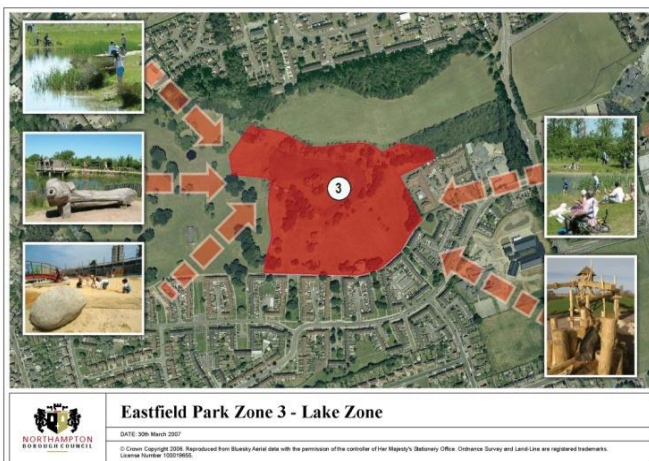 3
NORTHAMPTON
BOROUGH COUNCIL
Eastfield Park Zone 3 - Lake Zone
DATE: 30th March 2007
© Crown Copyright 2006. Reproduced from Bluesky Aerial data with the permission of the controller of Her Majesty's Stationery Office. Ordnance Survey and Land-Line are registered trademarks.
License Number 100019655.